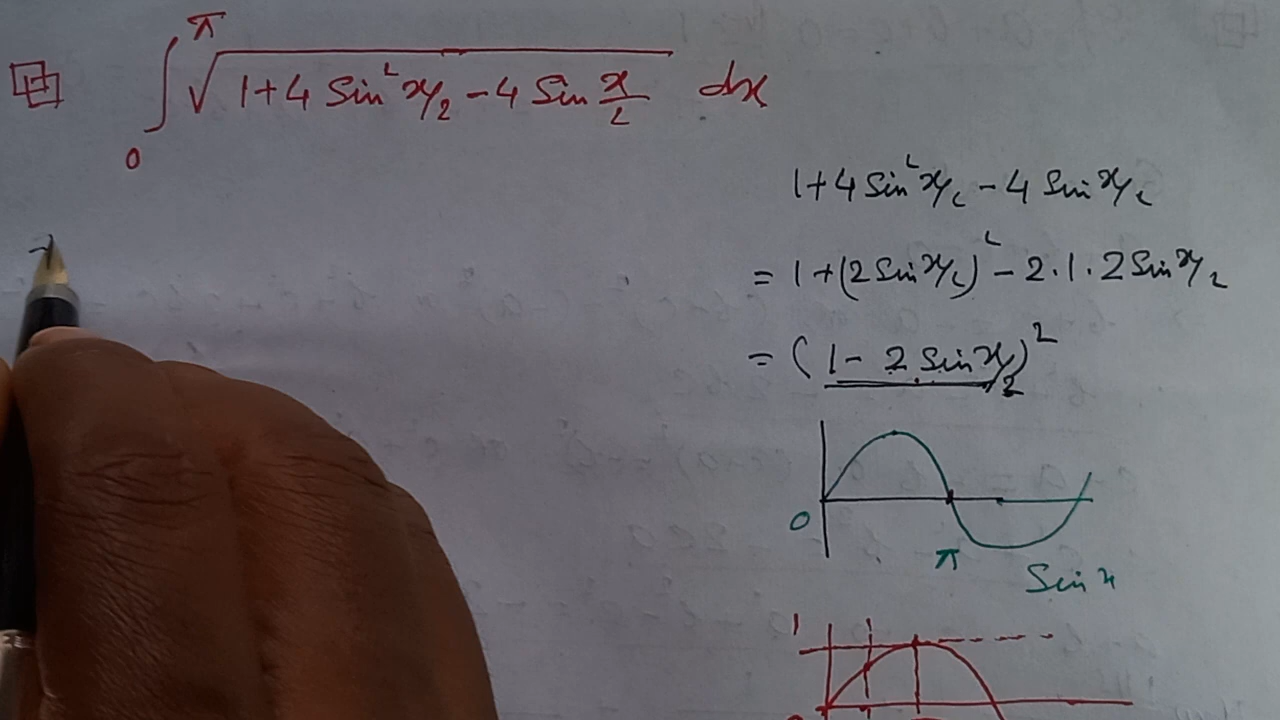 ∫₀^π √(1+4 Sin² x/2 − 4 Sin x/2) dx
1+4 Sin² x/2 − 4 Sin x/2
= 1+(2 Sin x/2)² − 2.1.2 Sin x/2
= (1− 2 Sin x/2)²
0
π
Sin x
1